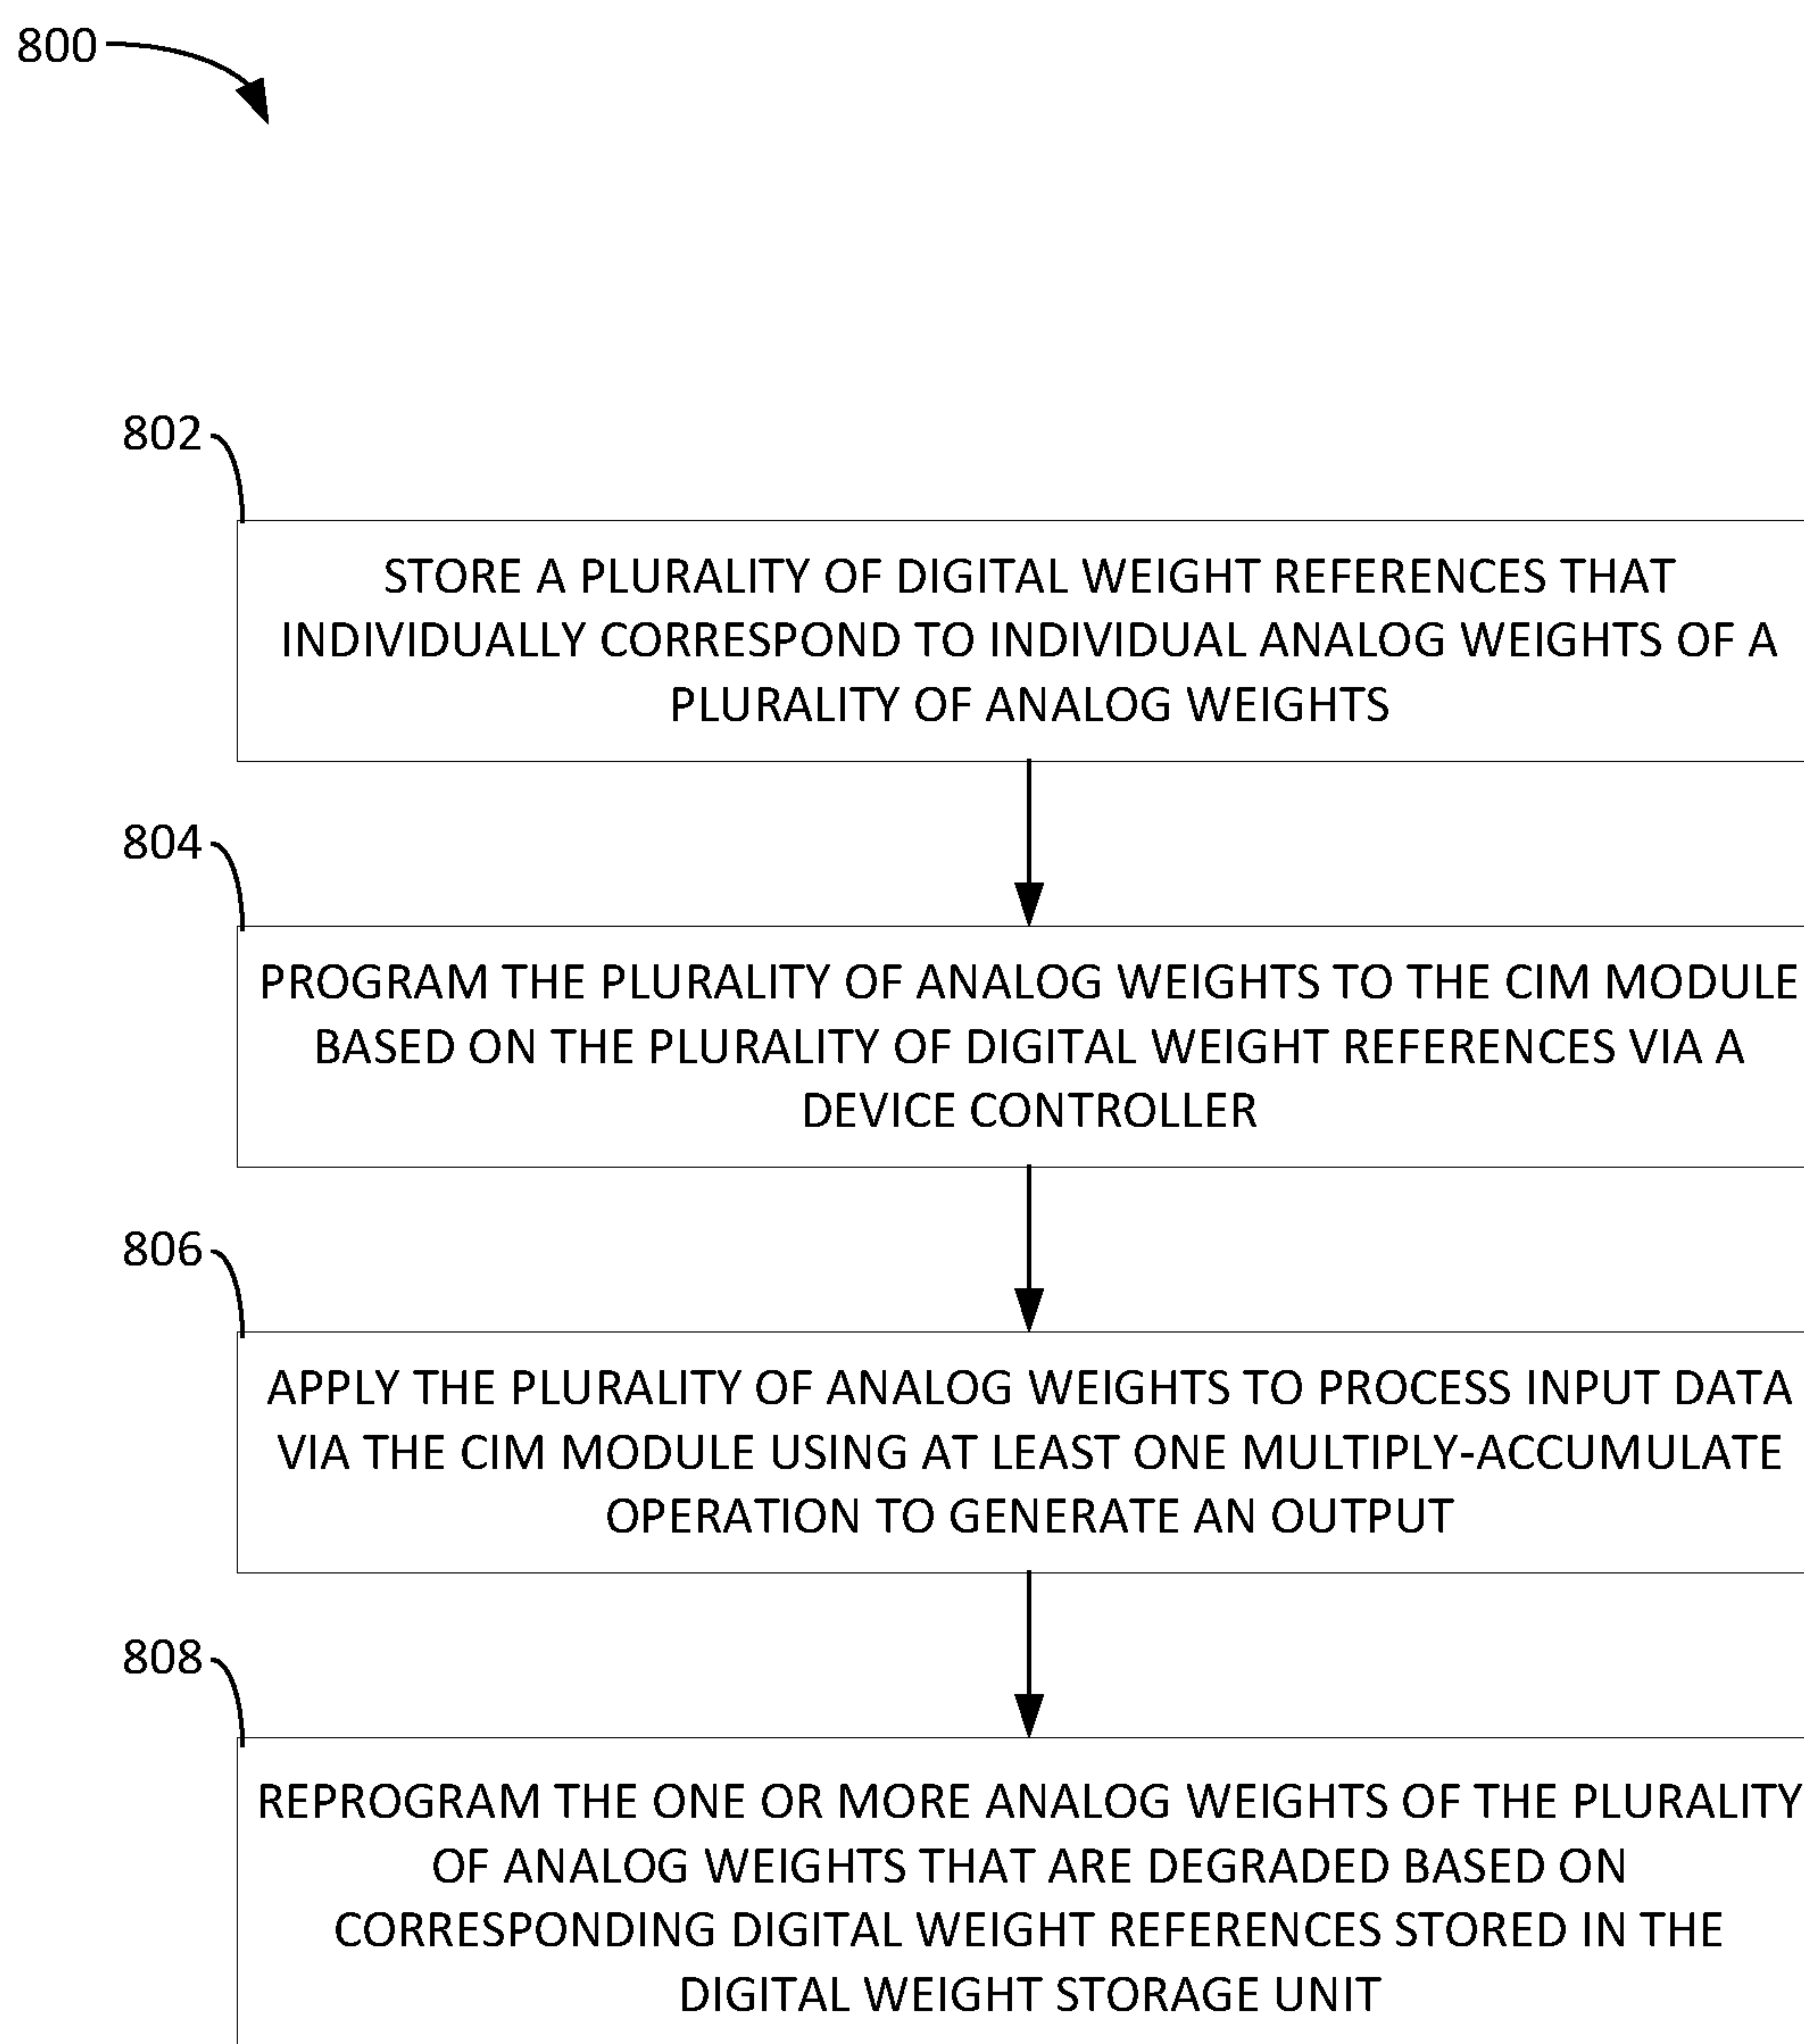 800
802
STORE A PLURALITY OF DIGITAL WEIGHT REFERENCES THAT
INDIVIDUALLY CORRESPOND TO INDIVIDUAL ANALOG WEIGHTS OF A
PLURALITY OF ANALOG WEIGHTS
804
PROGRAM THE PLURALITY OF ANALOG WEIGHTS TO THE CIM MODULE
BASED ON THE PLURALITY OF DIGITAL WEIGHT REFERENCES VIA A
DEVICE CONTROLLER
806
APPLY THE PLURALITY OF ANALOG WEIGHTS TO PROCESS INPUT DATA
VIA THE CIM MODULE USING AT LEAST ONE MULTIPLY-ACCUMULATE
OPERATION TO GENERATE AN OUTPUT
808
REPROGRAM THE ONE OR MORE ANALOG WEIGHTS OF THE PLURALITY
OF ANALOG WEIGHTS THAT ARE DEGRADED BASED ON
CORRESPONDING DIGITAL WEIGHT REFERENCES STORED IN THE
DIGITAL WEIGHT STORAGE UNIT